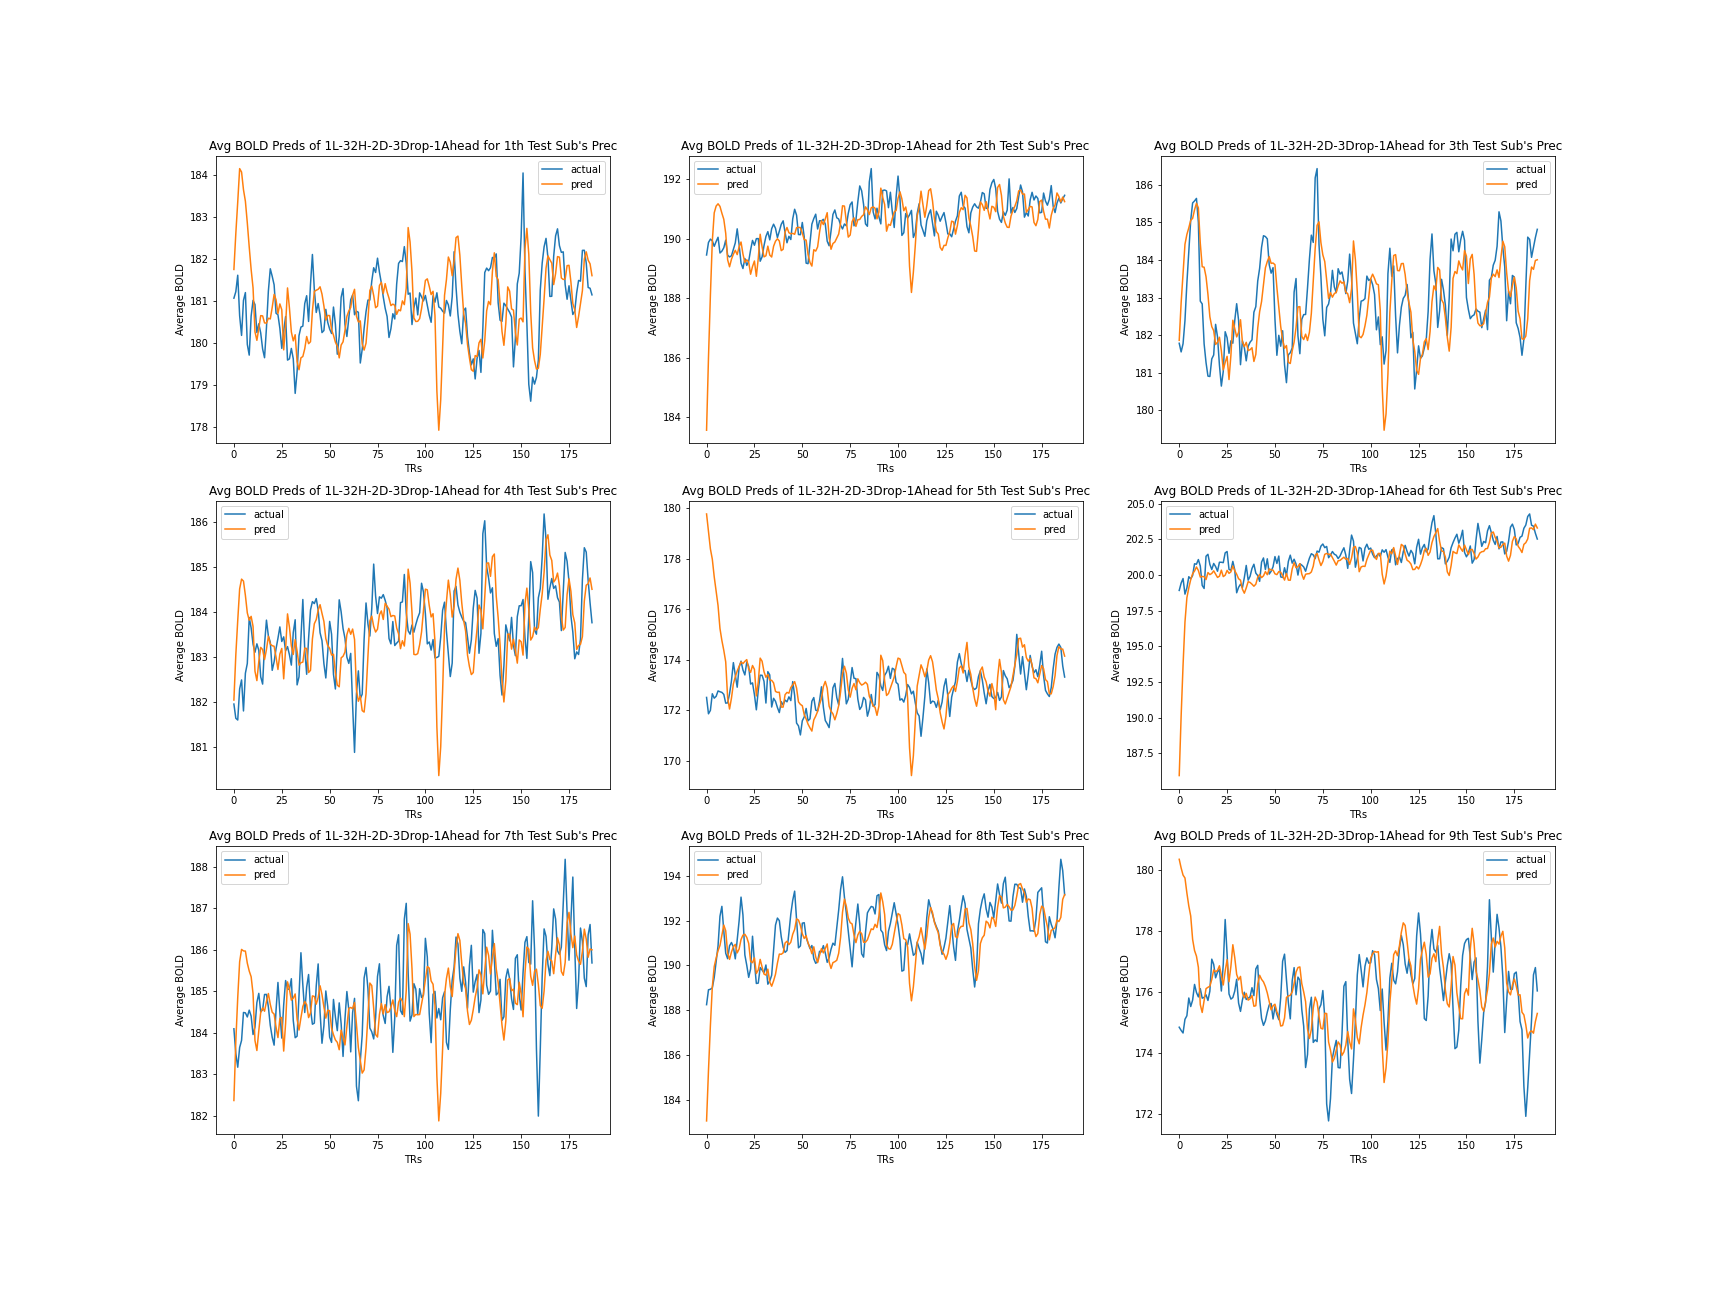 Avg BOLD Preds of 1L-32H-2D-3Drop-1Ahead for 1th Test Sub's Prec
actual
pred
184
183
182
181
180
179
178
Average BOLD
0 25 50 75 100 125 150 175
TRs
Avg BOLD Preds of 1L-32H-2D-3Drop-1Ahead for 2th Test Sub's Prec
actual
pred
192
190
188
186
184
Average BOLD
0 25 50 75 100 125 150 175
TRs
Avg BOLD Preds of 1L-32H-2D-3Drop-1Ahead for 3th Test Sub's Prec
actual
pred
186
185
184
183
182
181
180
Average BOLD
0 25 50 75 100 125 150 175
TRs
Avg BOLD Preds of 1L-32H-2D-3Drop-1Ahead for 4th Test Sub's Prec
actual
pred
186
185
184
183
182
181
Average BOLD
0 25 50 75 100 125 150 175
TRs
Avg BOLD Preds of 1L-32H-2D-3Drop-1Ahead for 5th Test Sub's Prec
actual
pred
180
178
176
174
172
170
Average BOLD
0 25 50 75 100 125 150 175
TRs
Avg BOLD Preds of 1L-32H-2D-3Drop-1Ahead for 6th Test Sub's Prec
actual
pred
205.0
202.5
200.0
197.5
195.0
192.5
190.0
187.5
Average BOLD
0 25 50 75 100 125 150 175
TRs
Avg BOLD Preds of 1L-32H-2D-3Drop-1Ahead for 7th Test Sub's Prec
actual
pred
188
187
186
185
184
183
182
Average BOLD
0 25 50 75 100 125 150 175
TRs
Avg BOLD Preds of 1L-32H-2D-3Drop-1Ahead for 8th Test Sub's Prec
actual
pred
194
192
190
188
186
184
Average BOLD
0 25 50 75 100 125 150 175
TRs
Avg BOLD Preds of 1L-32H-2D-3Drop-1Ahead for 9th Test Sub's Prec
actual
pred
180
178
176
174
172
Average BOLD
0 25 50 75 100 125 150 175
TRs